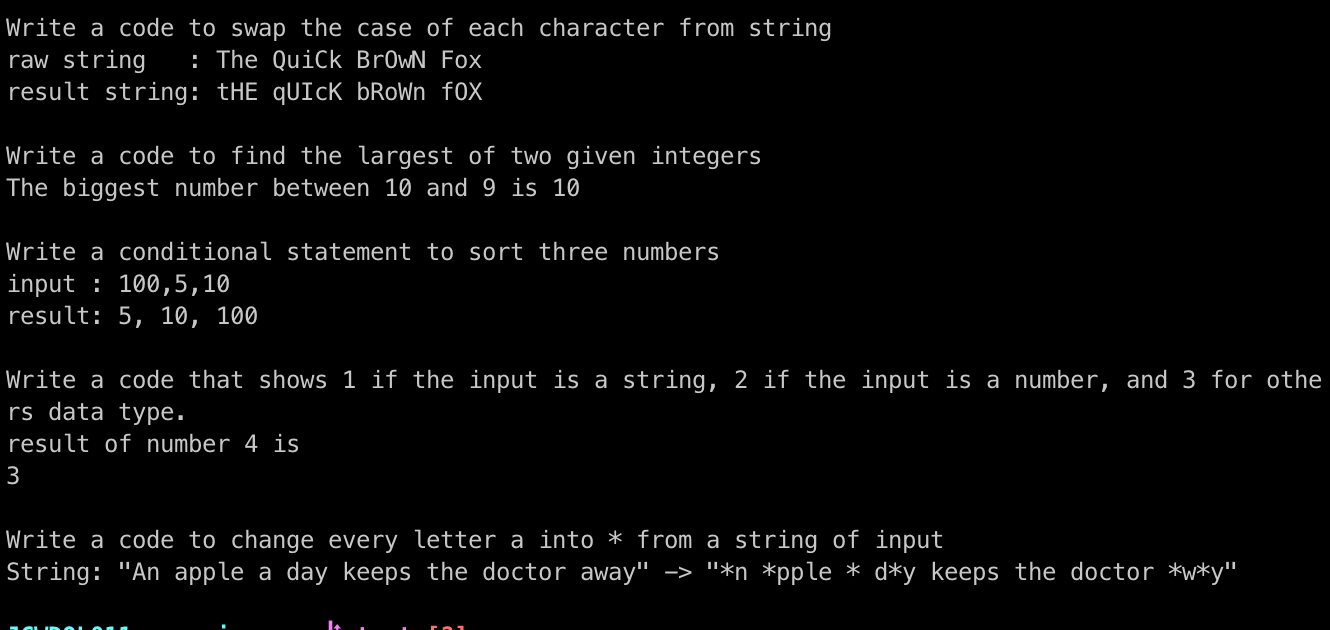 Write a code to swap the case of each character from string
raw string   : The QuiCk BrOwN Fox
result string: tHE qUIcK bRoWn fOX
Write a code to find the largest of two given integers
The biggest number between 10 and 9 is 10
Write a conditional statement to sort three numbers
input : 100,5,10
result: 5, 10, 100
Write a code that shows 1 if the input is a string, 2 if the input is a number, and 3 for othe
rs data type.
result of number 4 is
3
Write a code to change every letter a into * from a string of input
String: "An apple a day keeps the doctor away" -> "*n *pple * d*y keeps the doctor *w*y"